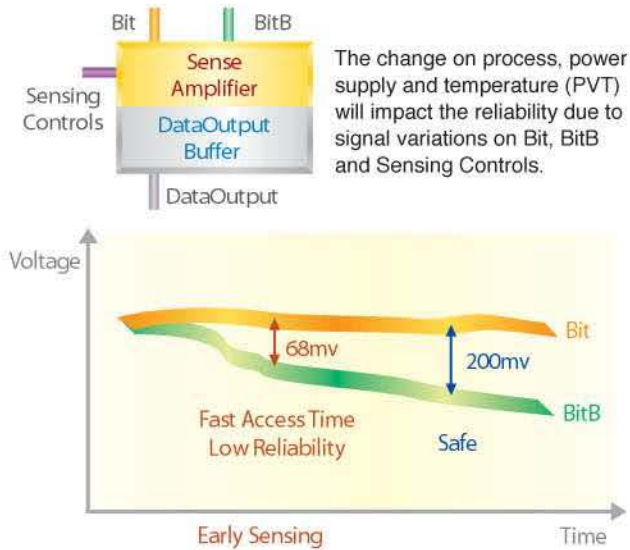 Bit
BitB
Sense
Amplifier
Sensing
Controls
DataOutput
Buffer
DataOutput
The change on process, power
supply and temperature (PVT)
will impact the reliability due to
signal variations on Bit, BitB
and Sensing Controls.
Voltage
Bit
68mv
200mv
BitB
Fast Access Time
Low Reliability
Safe
Early Sensing
Time